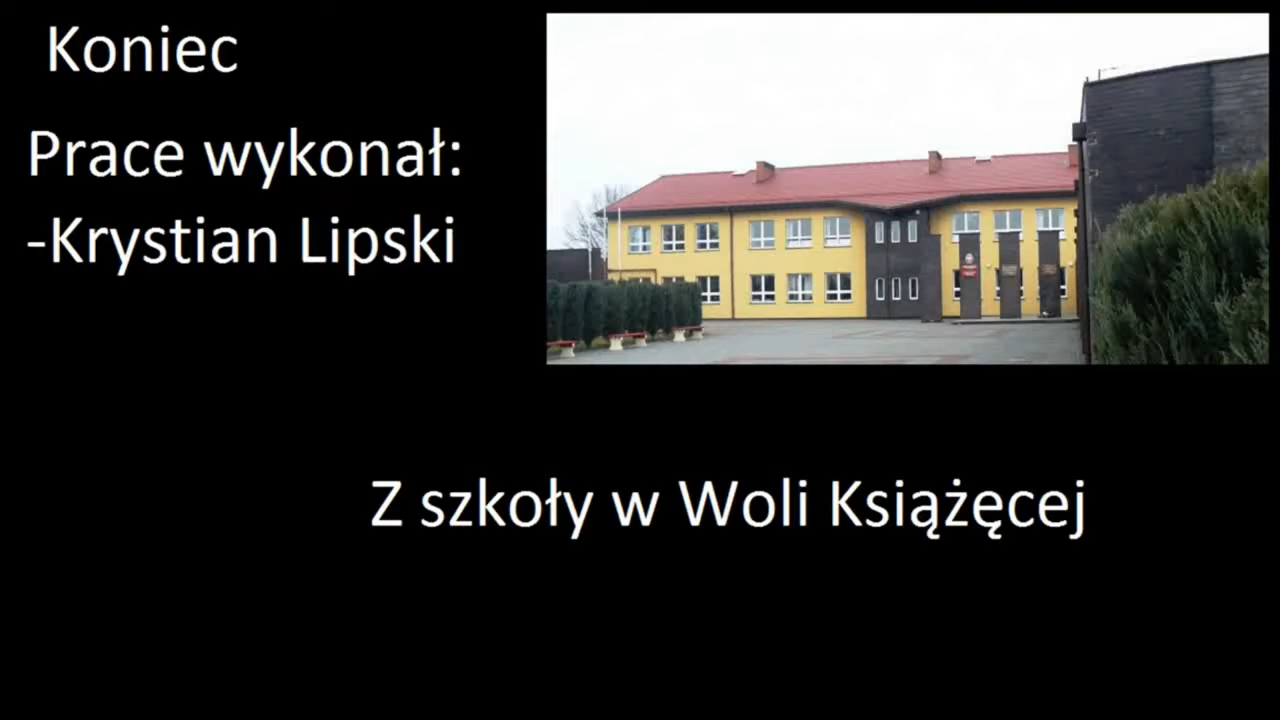 Koniec
Prace wykonał:
-Krystian Lipski
Z szkoły w Woli Książęcej